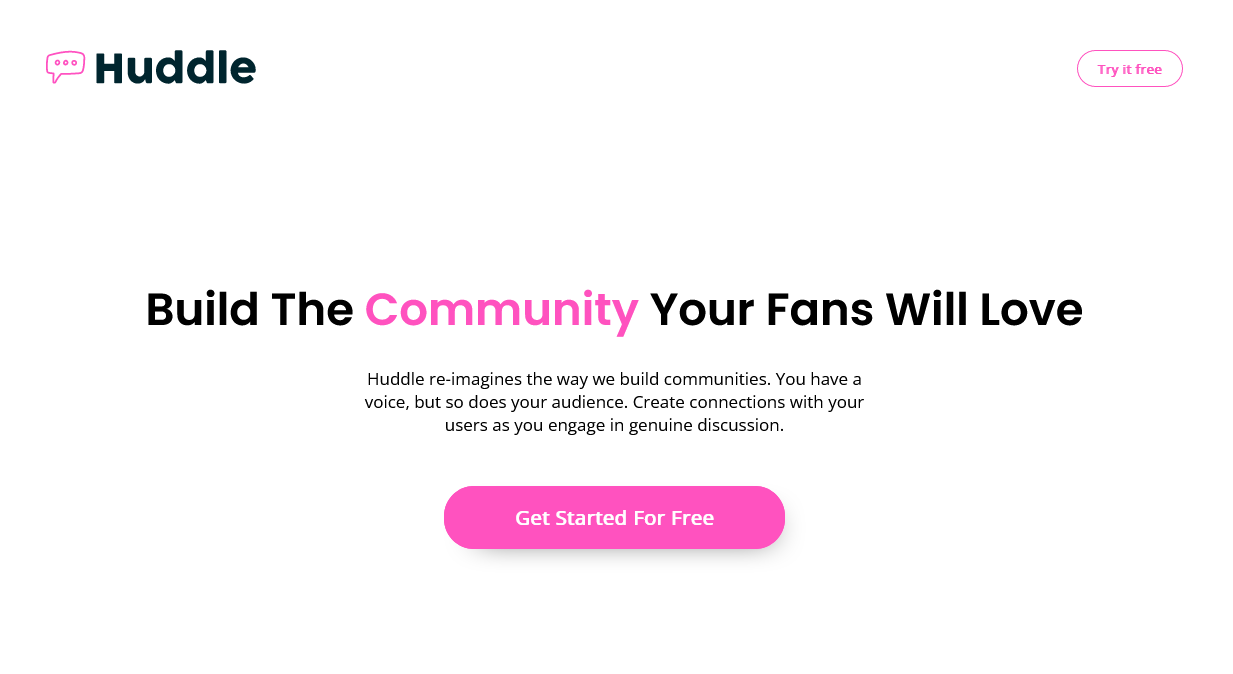 Huddle
Try it free
Build The Community Your Fans Will Love
Huddle re-imagines the way we build communities. You have a
voice, but so does your audience. Create connections with your
users as you engage in genuine discussion.
Get Started For Free